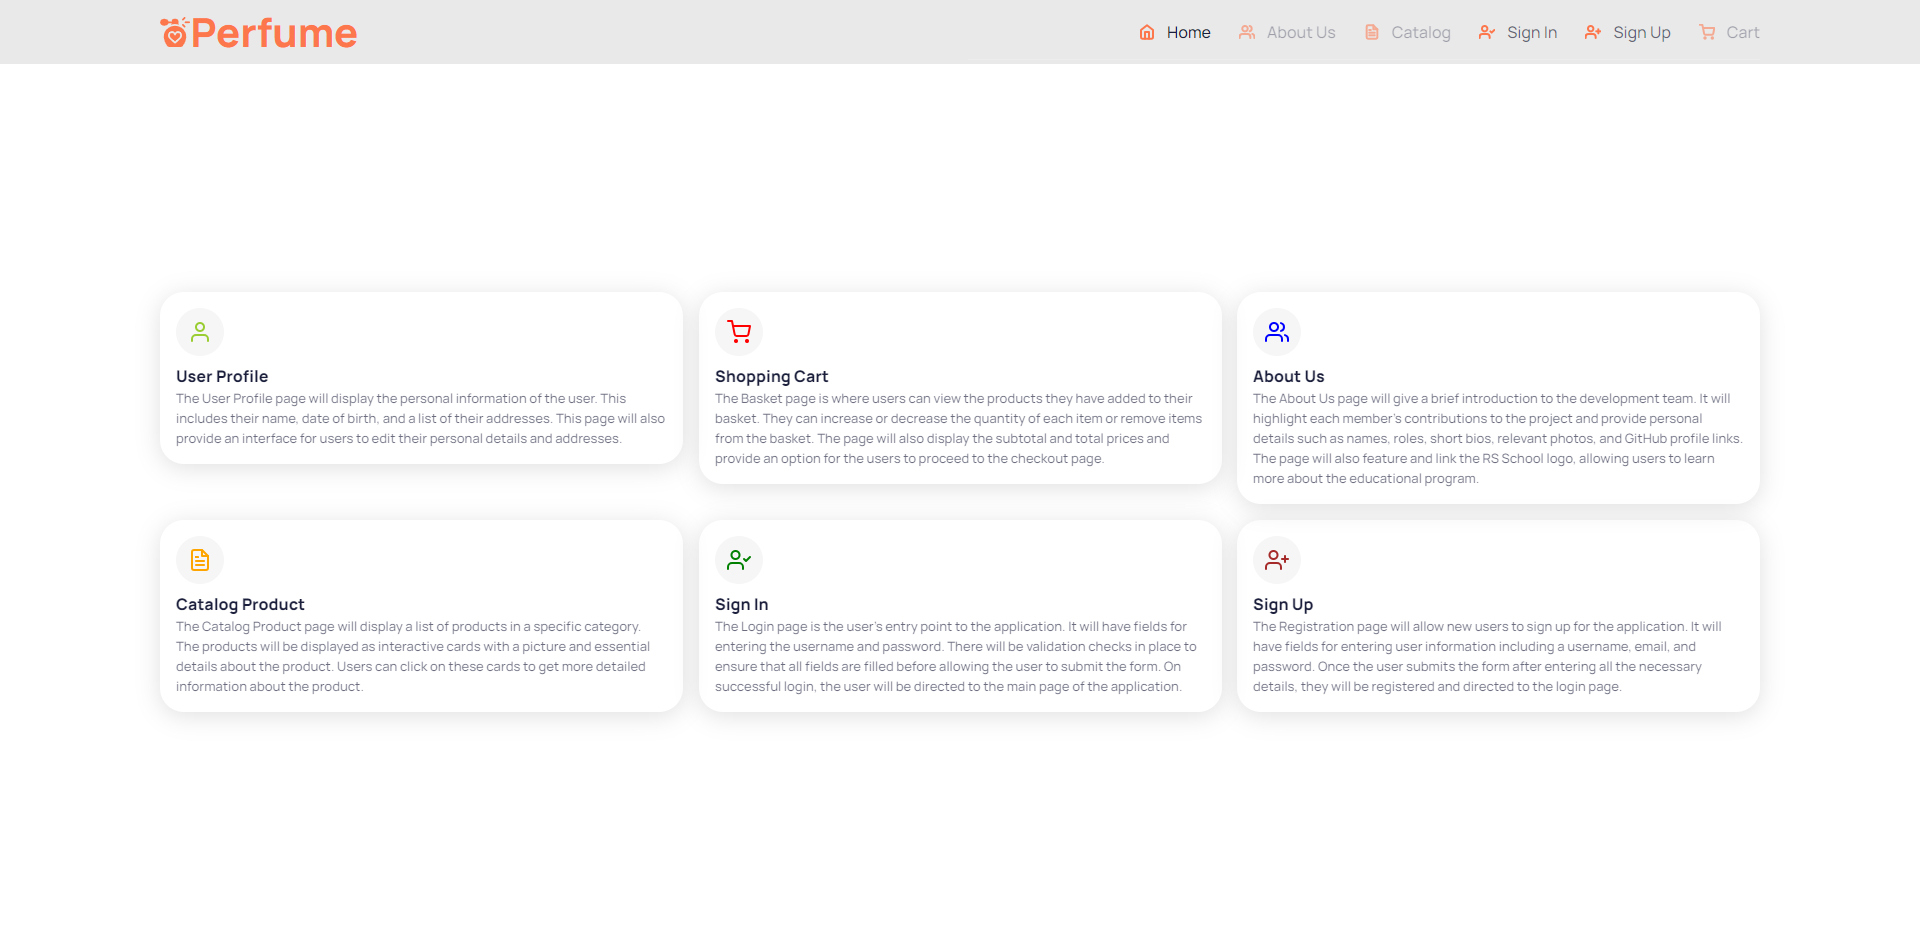 Perfume
Home
About Us
Catalog
Sign In
Sign Up
Cart
User Profile
The User Profile page will display the personal information of the user. This
includes their name, date of birth, and a list of their addresses. This page will also
provide an interface for users to edit their personal details and addresses.
Shopping Cart
The Basket page is where users can view the products they have added to their
basket. They can increase or decrease the quantity of each item or remove items
from the basket. The page will also display the subtotal and total prices and
provide an option for the users to proceed to the checkout page.
About Us
The About Us page will give a brief introduction to the development team. It will
highlight each member's contributions to the project and provide personal
details such as names, roles, short bios, relevant photos, and GitHub profile links.
The page will also feature and link the RS School logo, allowing users to learn
more about the educational program.
Catalog Product
The Catalog Product page will display a list of products in a specific category.
The products will be displayed as interactive cards with a picture and essential
details about the product. Users can click on these cards to get more detailed
information about the product.
Sign In
The Login page is the user's entry point to the application. It will have fields for
entering the username and password. There will be validation checks in place to
ensure that all fields are filled before allowing the user to submit the form. On
successful login, the user will be directed to the main page of the application.
Sign Up
The Registration page will allow new users to sign up for the application. It will
have fields for entering user information including a username, email, and
password. Once the user submits the form after entering all the necessary
details, they will be registered and directed to the login page.